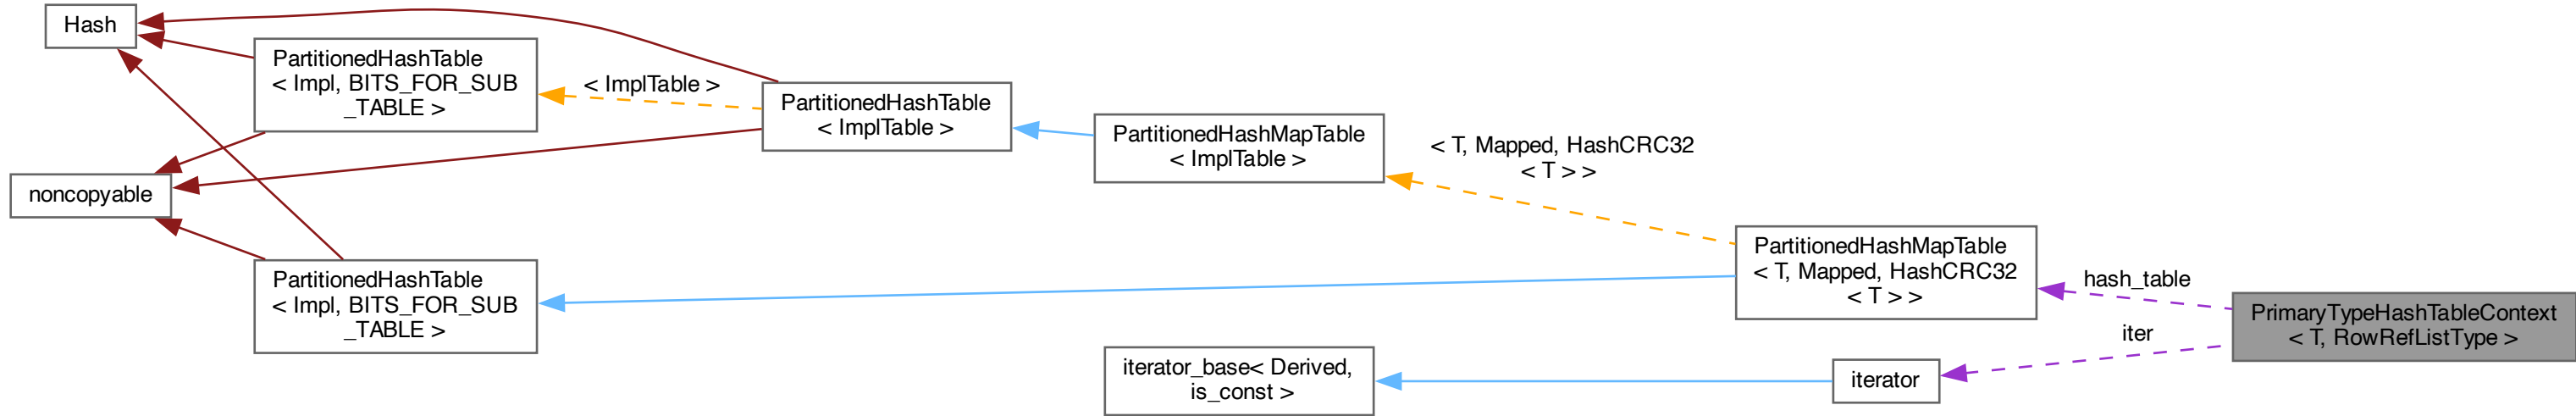 Hash
PartitionedHashTable
< Impl, BITS_FOR_SUB
_TABLE >
< ImplTable >
PartitionedHashTable
< ImplTable >
PartitionedHashMapTable
< ImplTable >
< T, Mapped, HashCRC32
< T > >
noncopyable
PartitionedHashTable
< Impl, BITS_FOR_SUB
_TABLE >
PartitionedHashMapTable
< T, Mapped, HashCRC32
< T > >
hash_table
iter
PrimaryTypeHashTableContext
< T, RowRefListType >
iterator_base< Derived,
is_const >
iterator